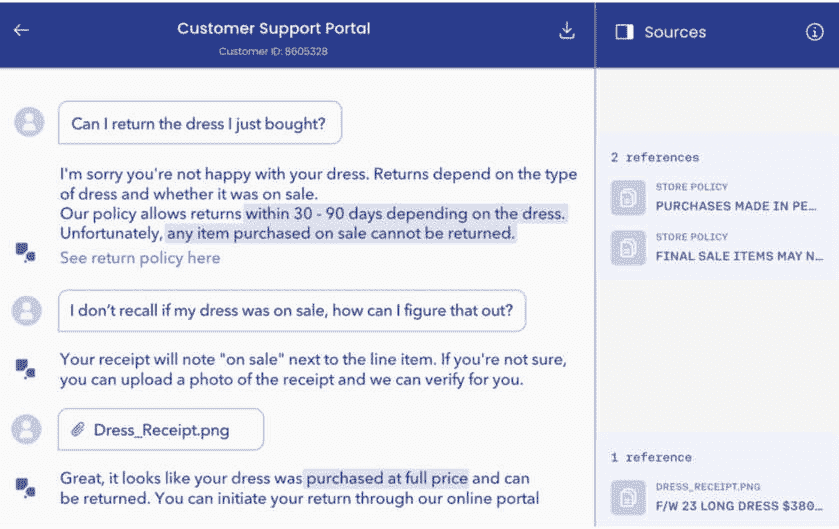 Customer Support Portal
Customer ID: 8605328
Sources
Can I return the dress I just bought?
I'm sorry you're not happy with your dress. Returns depend on the type
of dress and whether it was on sale.
Our policy allows returns within 30 - 90 days depending on the dress.
Unfortunately, any item purchased on sale cannot be returned.
See return policy here
I don't recall if my dress was on sale, how can I figure that out?
Your receipt will note "on sale" next to the line item. If you're not sure,
you can upload a photo of the receipt and we can verify for you.
Dress_Receipt.png
Great, it looks like your dress was purchased at full price and can
be returned. You can initiate your return through our online portal
2 references
STORE POLICY
PURCHASES MADE IN PE...
STORE POLICY
FINAL SALE ITEMS MAY N...
1 reference
DRESS_RECEIPT.PNG
F/W 23 LONG DRESS $380...